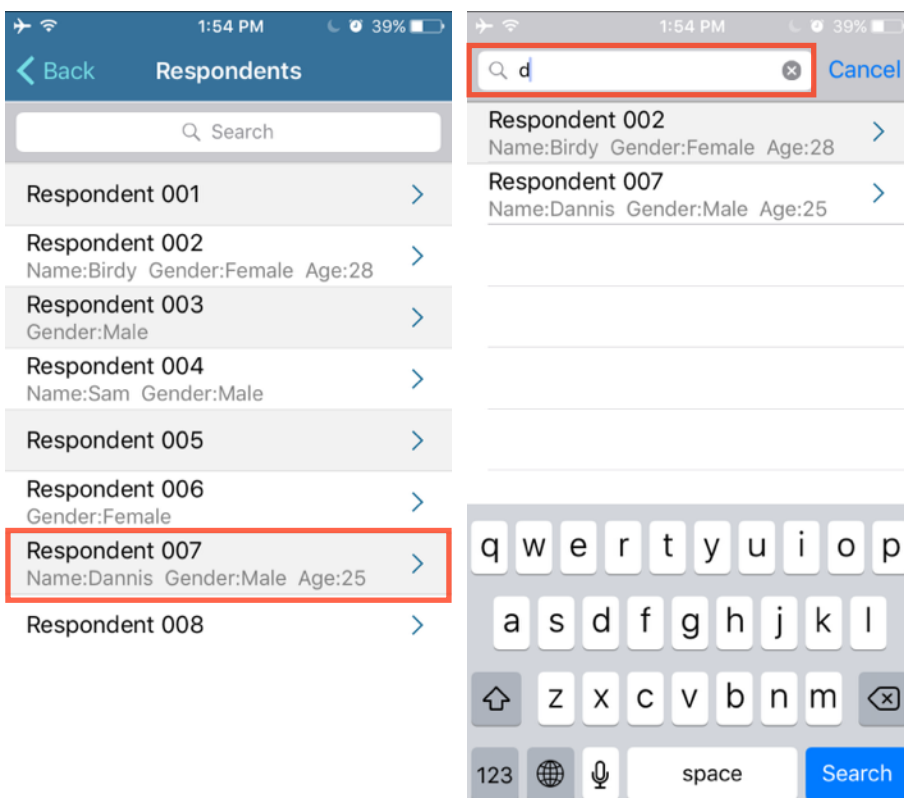 1:54 PM 39%
Back Respondents
Search
Respondent 001
Respondent 002
Name:Birdy Gender:Female Age:28
Respondent 003
Gender:Male
Respondent 004
Name:Sam Gender:Male
Respondent 005
Respondent 006
Gender:Female
Respondent 007
Name:Dannis Gender:Male Age:25
Respondent 008
1:54 PM 39%
d Cancel
Respondent 002
Name:Birdy Gender:Female Age:28
Respondent 007
Name:Dannis Gender:Male Age:25
q w e r t y u i o p
a s d f g h j k l
z x c v b n m
123 space Search